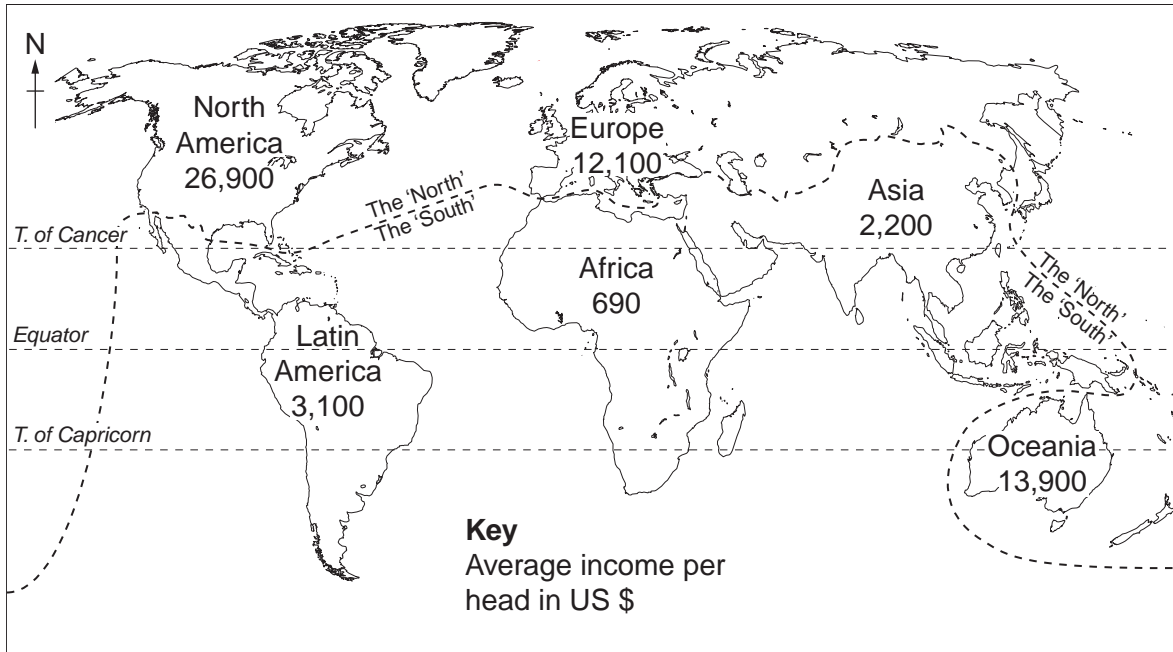 N
North
America
26,900
Europe
12,100
The 'North'
The 'South'
Asia
2,200
T. of Cancer
Africa
690
The 'North'
The 'South'
Equator
Latin
America
3,100
T. of Capricorn
Oceania
13,900
Key
Average income per
head in US $